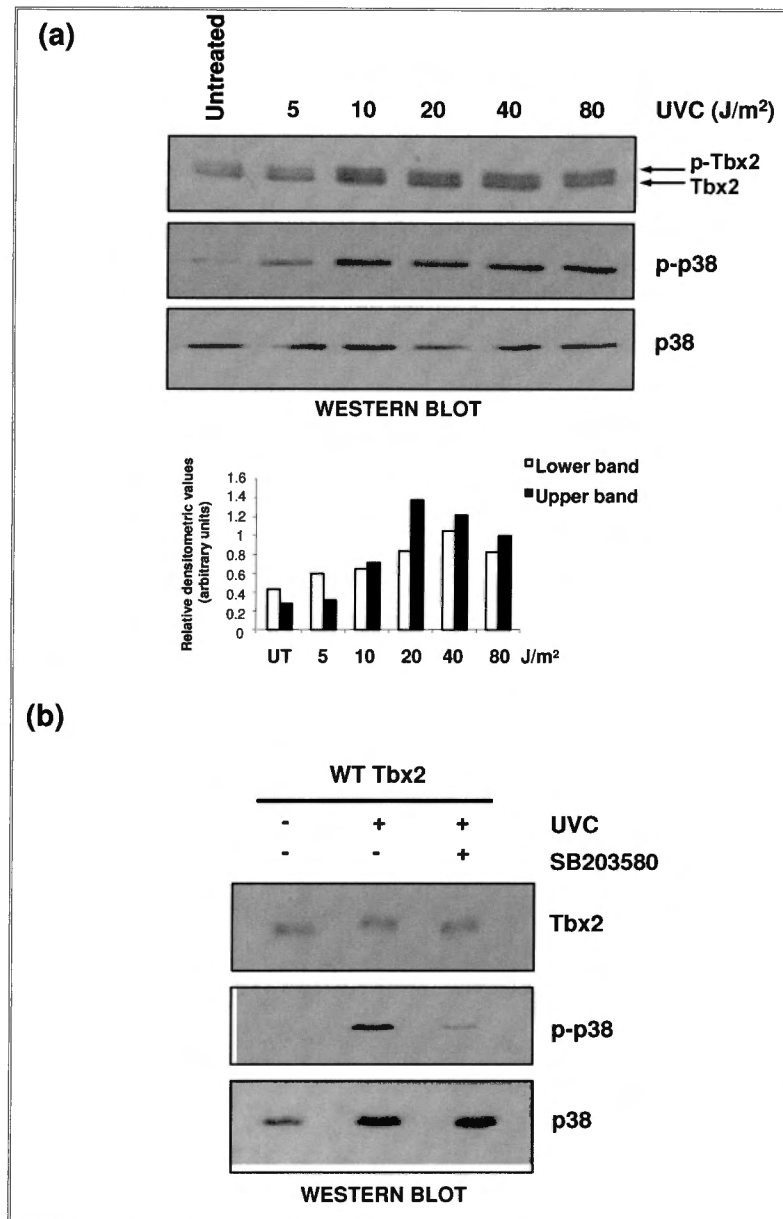 (a)
Untreated 5 10 20 40 80 UVC (J/m²)
p-Tbx2
Tbx2
p-p38
p38
WESTERN BLOT
Relative densitometric values
(arbitrary units)
1.6
1.4
1.2
1
0.8
0.6
0.4
0.2
0
Lower band
Upper band
UT 5 10 20 40 80 J/m²
(b)
WT Tbx2
- + + UVC
- - + SB203580
Tbx2
p-p38
p38
WESTERN BLOT